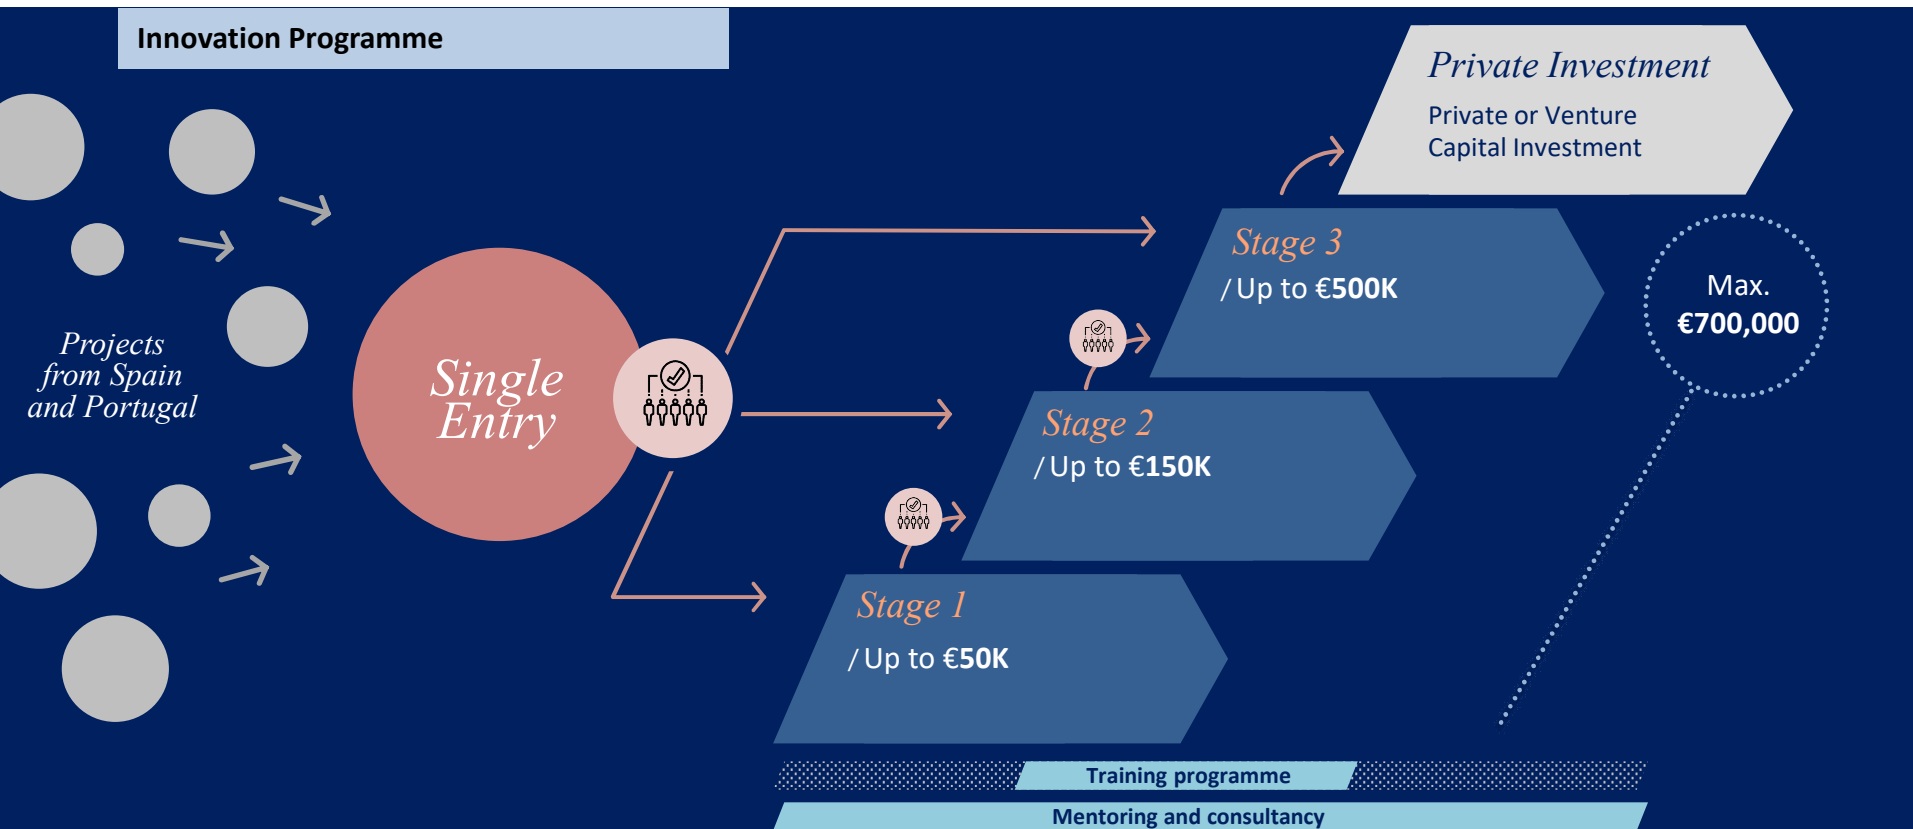 Innovation Programme
Projects
from Spain
and Portugal
Single
Entry
Private Investment
Private or Venture
Capital Investment
Stage 3
/ Up to €500K
Max.
€700,000
Stage 2
/ Up to €150K
Stage 1
/ Up to €50K
Training programme
Mentoring and consultancy